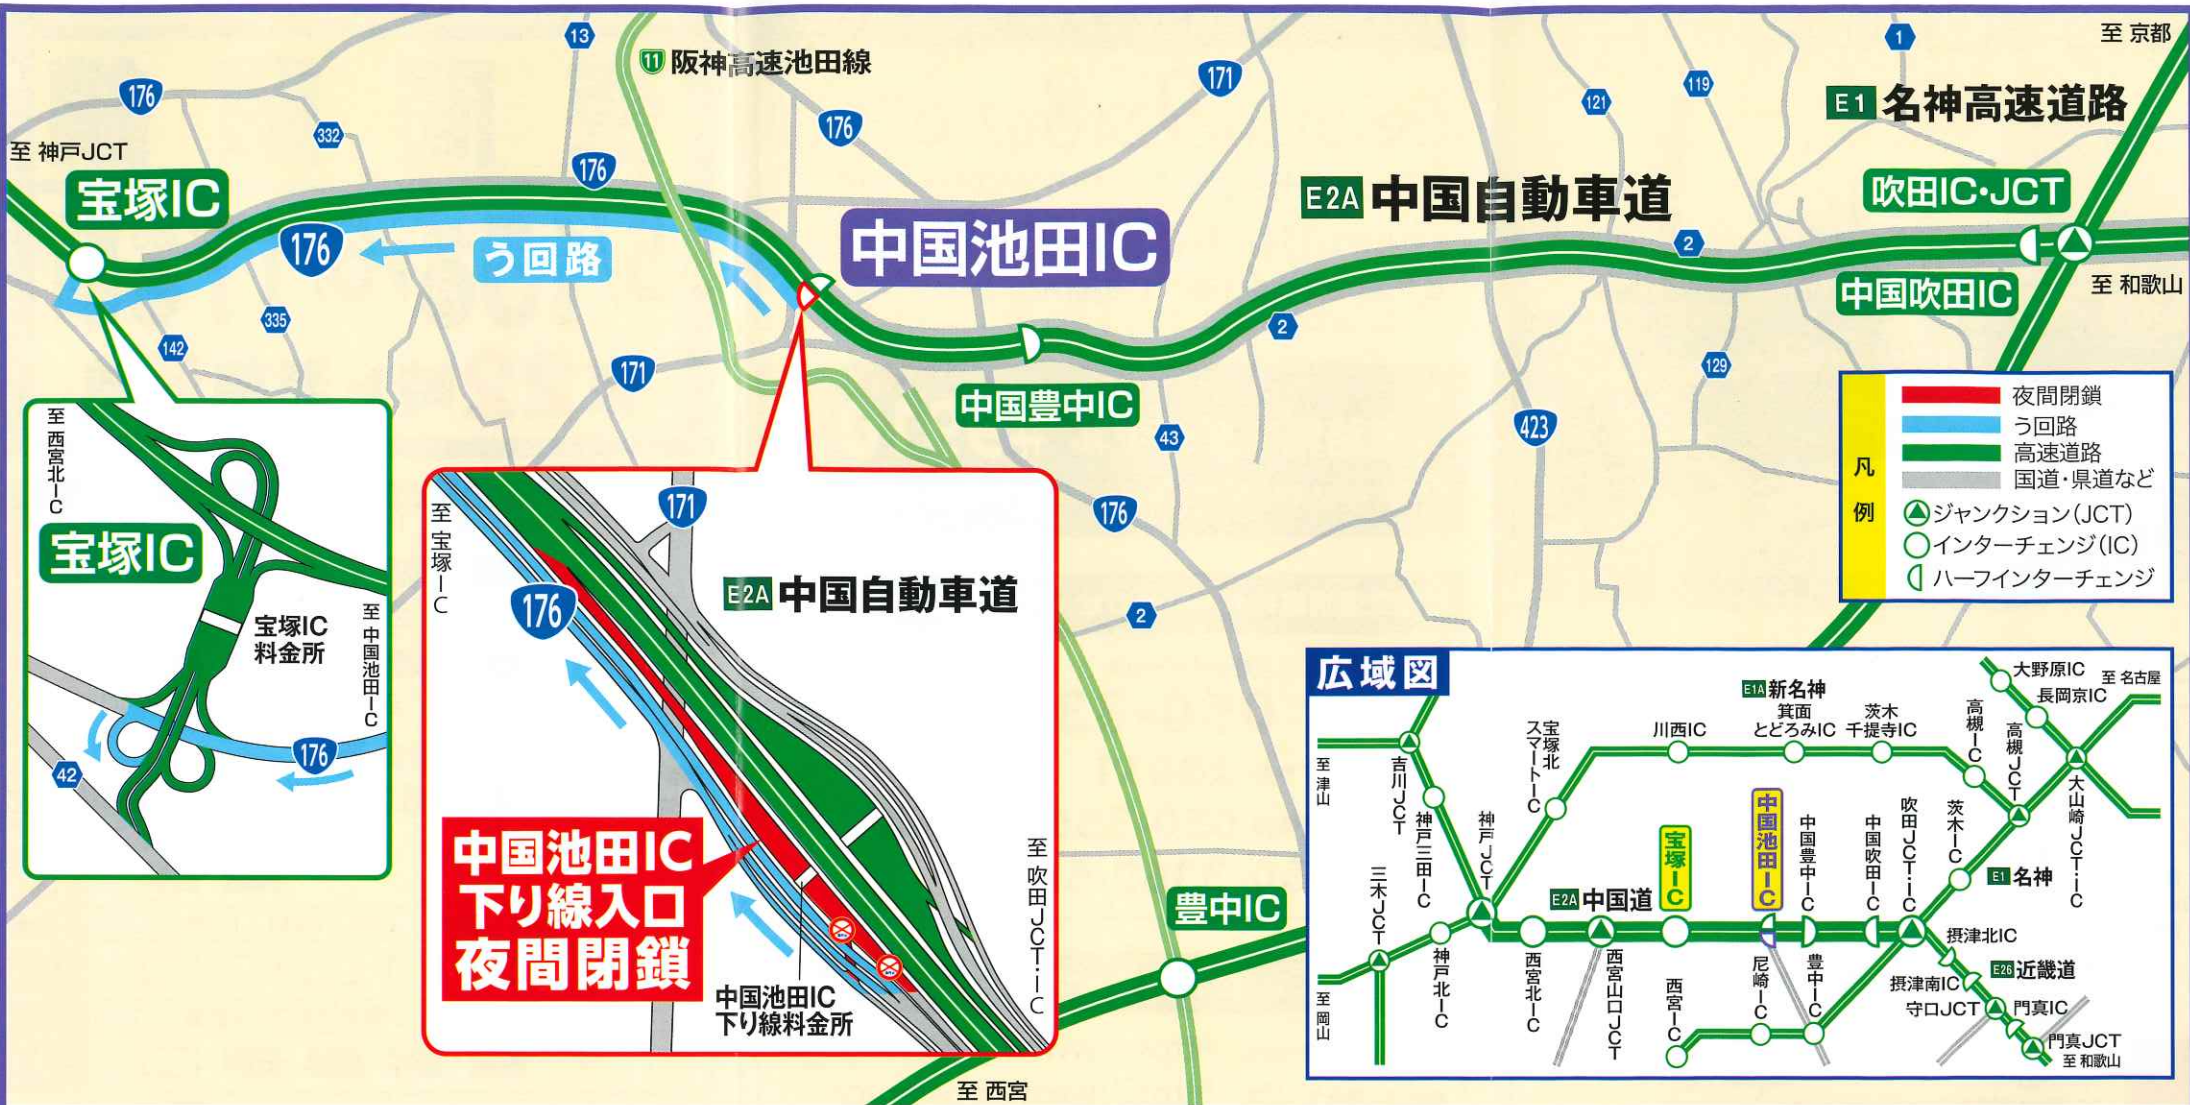 13
11 阪神高速池田線
171
1
至 京都
176
119
121
E1 名神高速道路
176
332
至 神戸JCT
宝塚IC
176
E2A 中国自動車道
吹田IC・JCT
中国池田IC
176
う回路
2
中国吹田IC
至 和歌山
335
142
2
171
129
中国豊中IC
43
423
176
2
豊中IC
至 西宮
至 西宮北IC
宝塚IC
宝塚IC
料金所
至 中国池田IC
176
42
至 宝塚IC
171
E2A 中国自動車道
176
中国池田IC
下り線入口
夜間閉鎖
中国池田IC
下り線料金所
至 吹田JCT・IC
凡例
夜間閉鎖
う回路
高速道路
国道・県道など
ジャンクション(JCT)
インターチェンジ(IC)
ハーフインターチェンジ
広域図
大野原IC
至 名古屋
長岡京IC
E1A 新名神
川西IC
箕面
とどろみIC
茨木
千提寺IC
高槻IC
高槻JCT
宝塚北
スマートIC
至 津山
吉川JCT
神戸三田IC
神戸JCT
大山崎JCT・IC
宝塚IC
中国池田IC
中国豊中IC
中国吹田IC
吹田JCT・IC
茨木IC
E1 名神
三木JCT
E2A 中国道
摂津北IC
E26 近畿道
至 岡山
神戸北IC
西宮北IC
西宮山口JCT
西宮IC
尼崎IC
豊中IC
摂津南IC
守口JCT
門真IC
門真JCT
至 和歌山